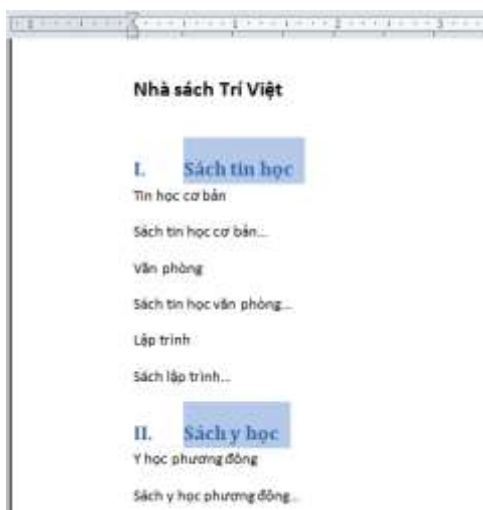 Nhà sách Trí Việt
I. Sách tin học
Tin học cơ bản
Sách tin học cơ bản...
Văn phòng
Sách tin học văn phòng...
Lập trình
Sách lập trình...
II. Sách y học
Y học phương đông
Sách y học phương đông...